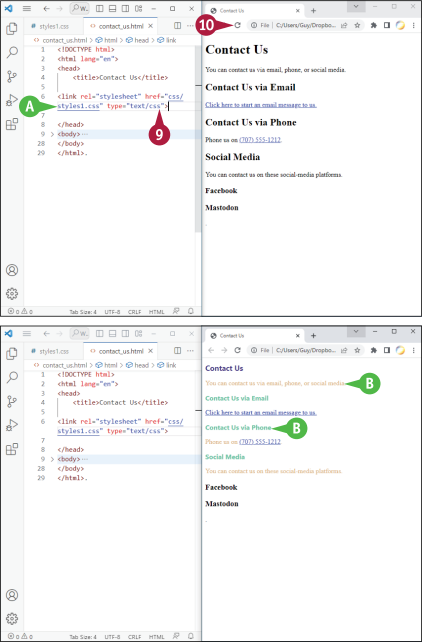 W...
# styles1.css
<> contact_us.html ×
css > <> contact_us.html > html > head > link
1 <!DOCTYPE html>
2 <html lang="en">
3 <head>
4 <title>Contact Us</title>
5
6 <link rel="stylesheet" href="css/
styles1.css" type="text/css">
7
8 </head>
9 > <body>...
28 </body>
29 </html>.
A
9
0 0
Tab Size: 4 UTF-8 CRLF HTML
Contact Us
10
File | C:/Users/Guy/Dropbo...
Contact Us
You can contact us via email, phone, or social media.
Contact Us via Email
Click here to start an email message to us.
Contact Us via Phone
Phone us on (707) 555-1212.
Social Media
You can contact us on these social-media platforms.
Facebook
Mastodon
.
W...
# styles1.css
<> contact_us.html ×
css > <> contact_us.html > html > head > link
1 <!DOCTYPE html>
2 <html lang="en">
3 <head>
4 <title>Contact Us</title>
5
6 <link rel="stylesheet" href="css/
styles1.css" type="text/css">
7
8 </head>
9 > <body>...
28 </body>
29 </html>.
0 0
Tab Size: 4 UTF-8 CRLF HTML
Contact Us
File | C:/Users/Guy/Dropbo...
Contact Us
You can contact us via email, phone, or social media.
B
Contact Us via Email
Click here to start an email message to us.
Contact Us via Phone
B
Phone us on (707) 555-1212.
Social Media
You can contact us on these social-media platforms.
Facebook
Mastodon
.